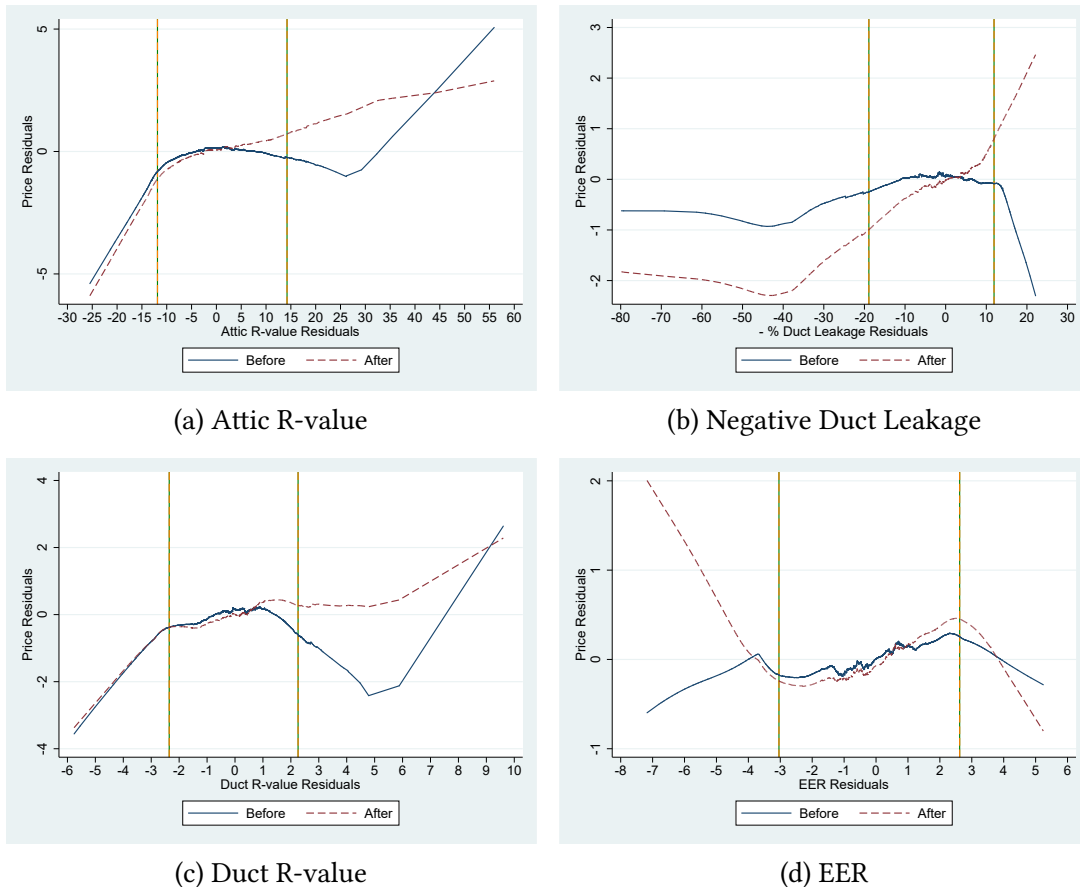 5
0
-5
Price Residuals
-30 -25 -20 -15 -10 -5 0 5 10 15 20 25 30 35 40 45 50 55 60
Attic R-value Residuals
Before After
(a) Attic R-value
3
2
1
0
-1
-2
Price Residuals
-80 -70 -60 -50 -40 -30 -20 -10 0 10 20 30
- % Duct Leakage Residuals
Before After
(b) Negative Duct Leakage
4
2
0
-2
-4
Price Residuals
-6 -5 -4 -3 -2 -1 0 1 2 3 4 5 6 7 8 9 10
Duct R-value Residuals
Before After
(c) Duct R-value
2
1
0
-1
Price Residuals
-8 -7 -6 -5 -4 -3 -2 -1 0 1 2 3 4 5 6
EER Residuals
Before After
(d) EER